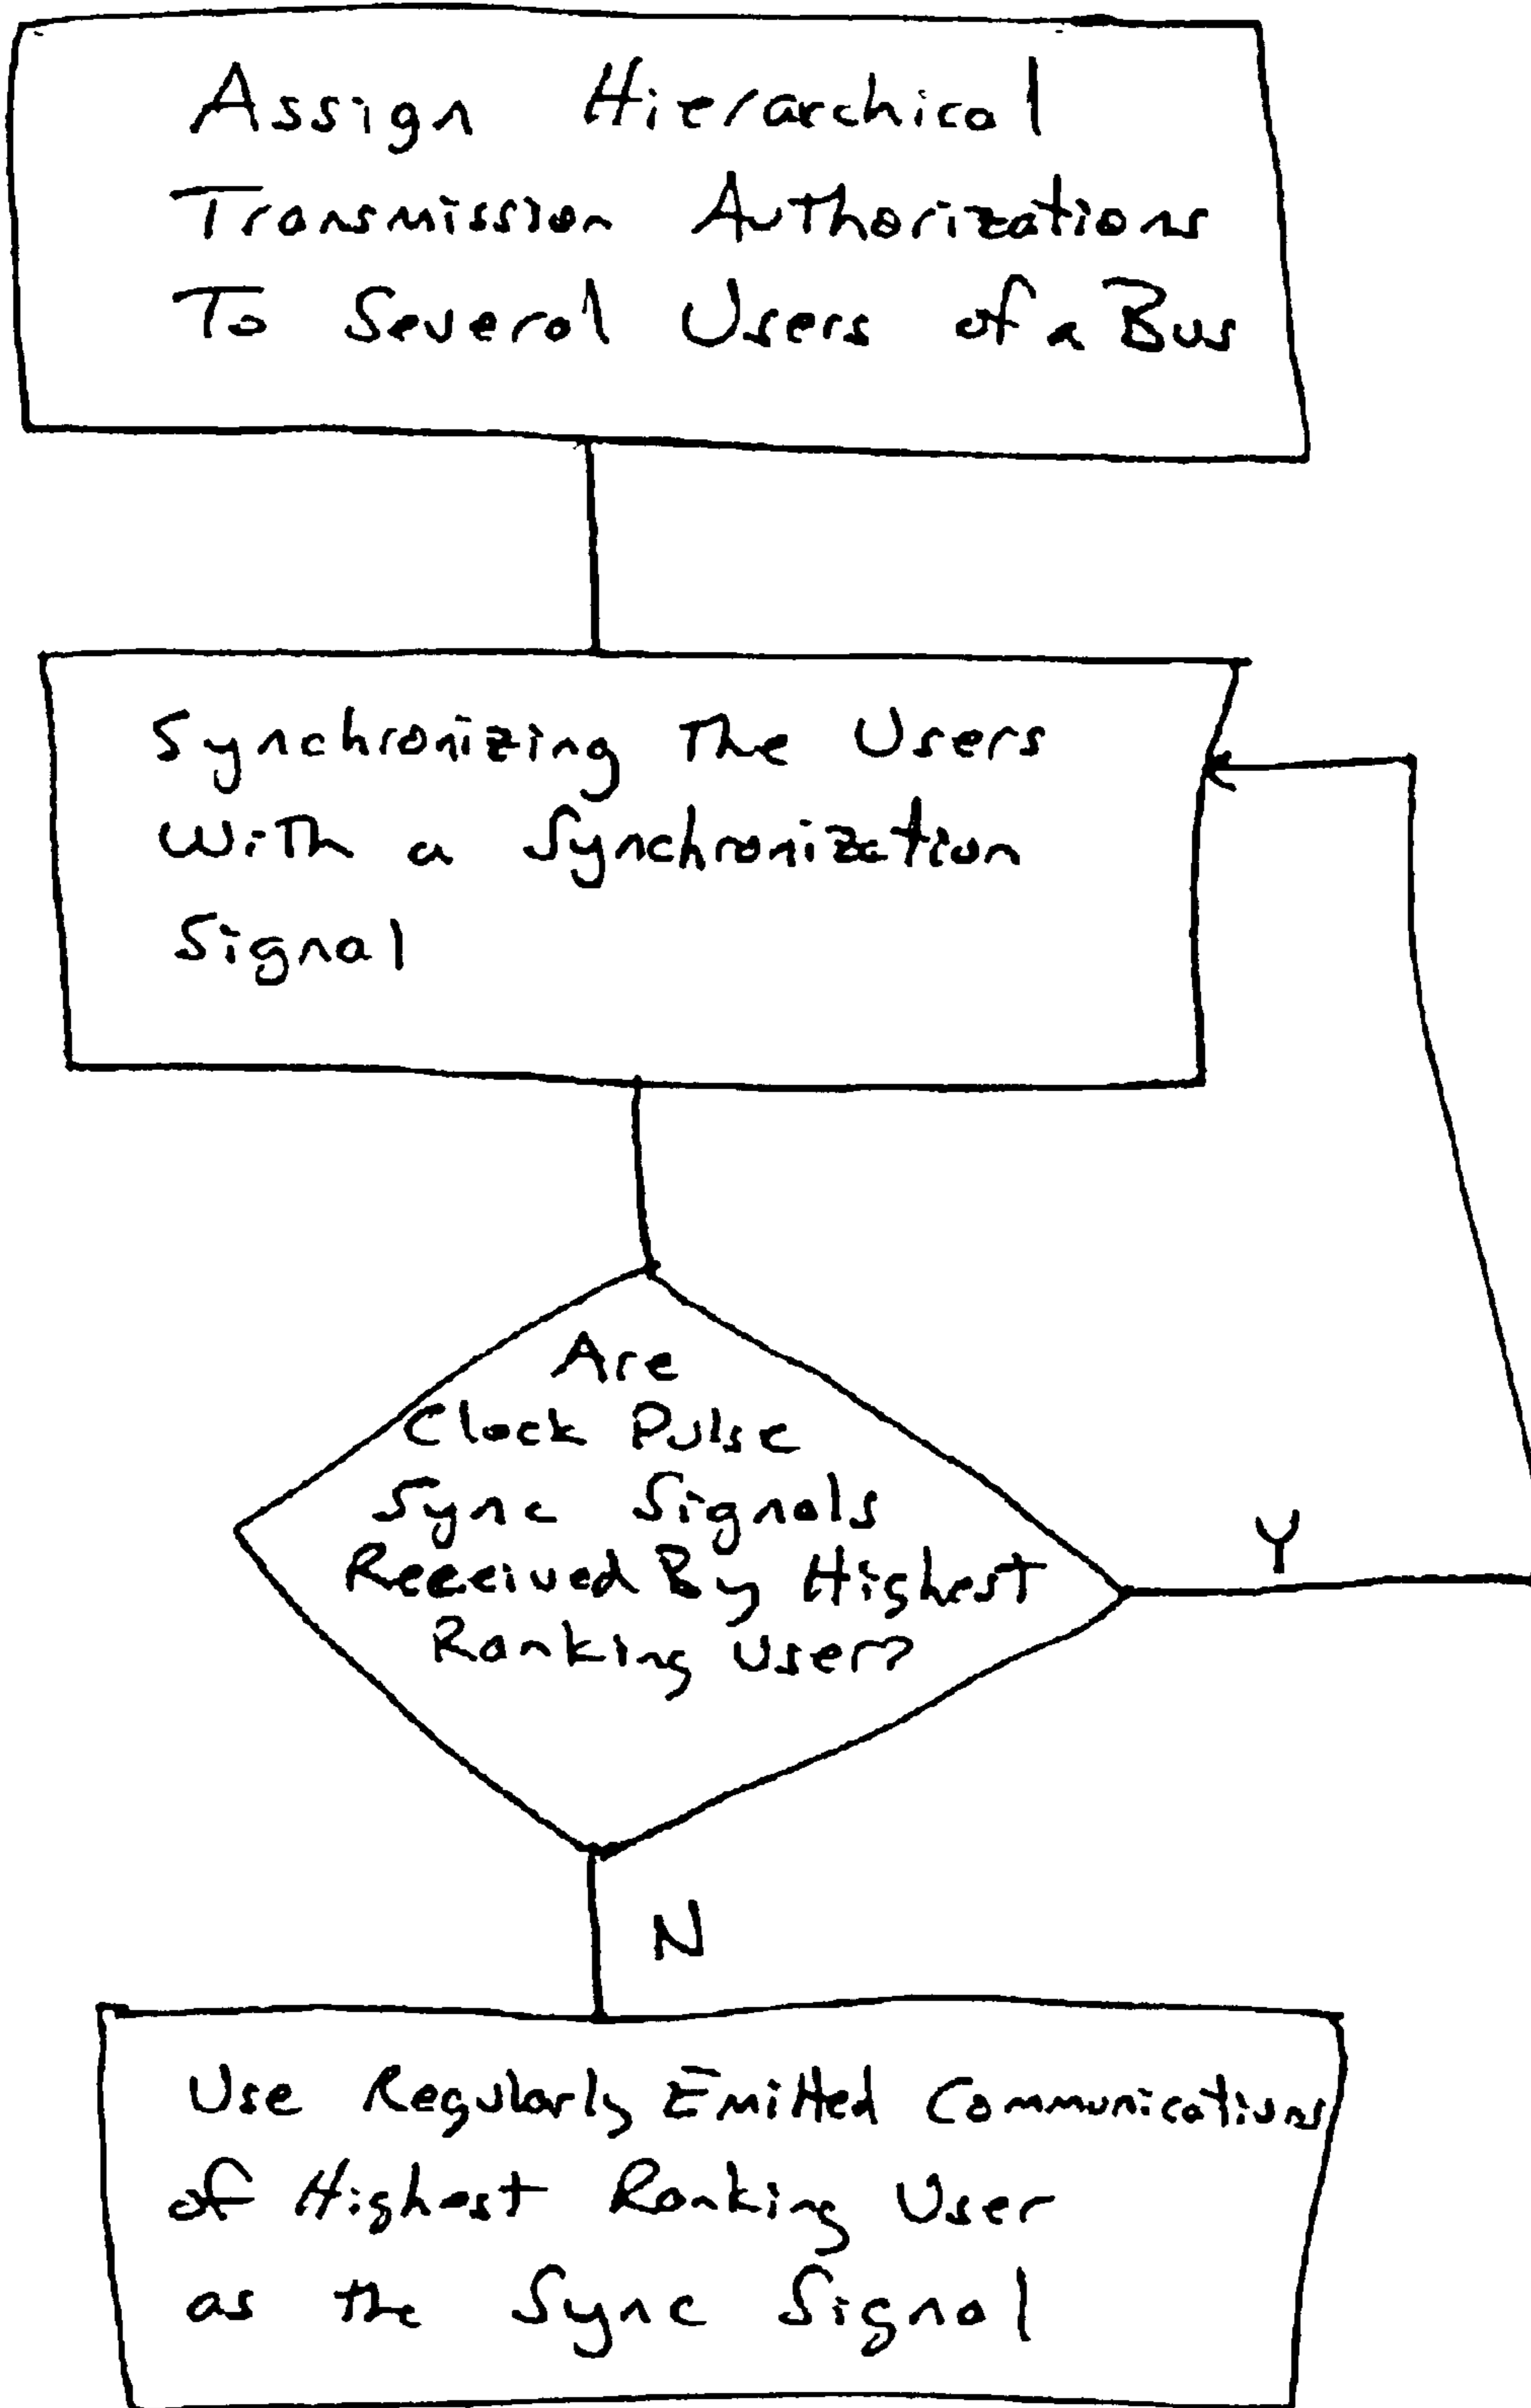 Assign Hierarchical
Transmission Authorizations
To Several Users of a Bus
Synchronizing The Users
With a Synchronization
Signal
Are
Clock Pulse
Sync Signals
Received By Highest
Ranking User?
Y
N
Use Regularly Emitted Communications
of Highest Ranking User
as the Sync Signal